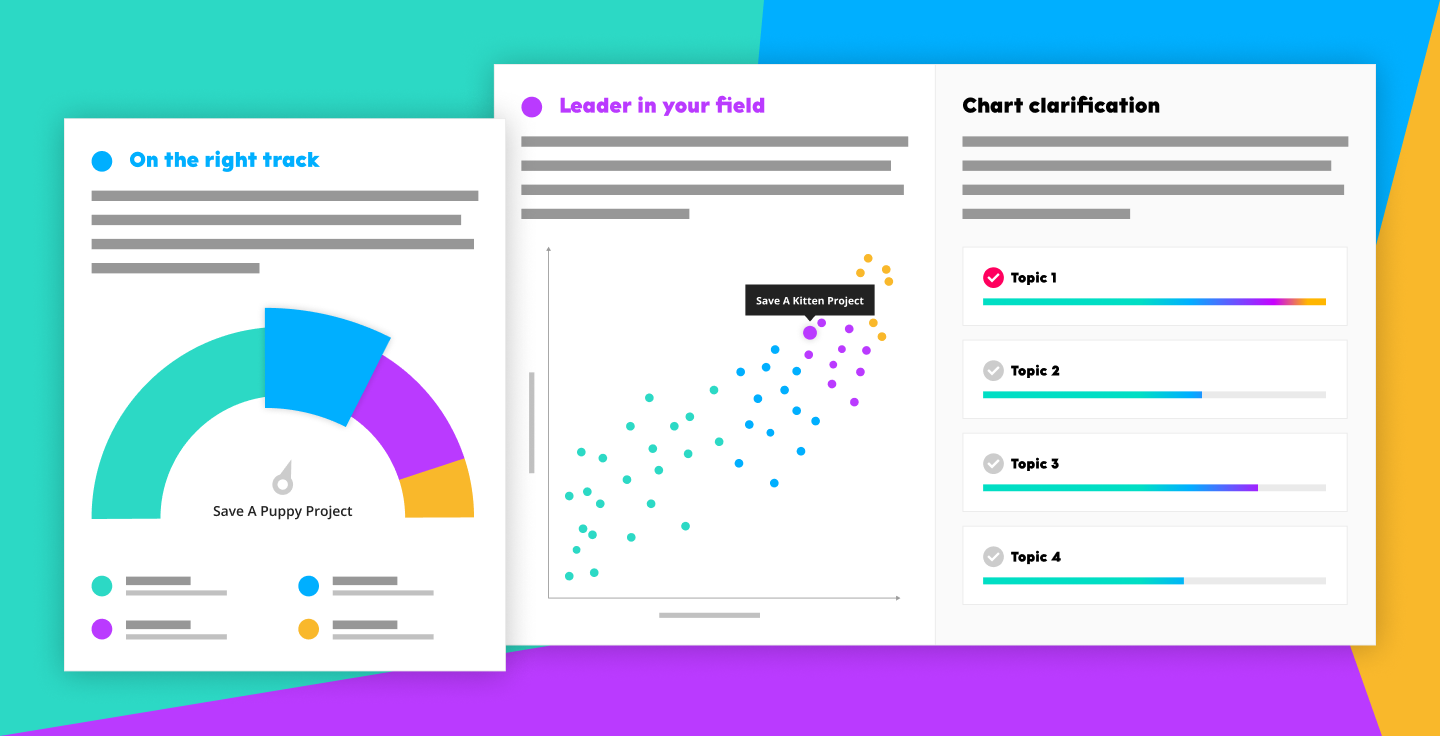 On the right track
Save A Puppy Project
Leader in your field
Save A Kitten Project
Chart clarification
Topic 1
Topic 2
Topic 3
Topic 4